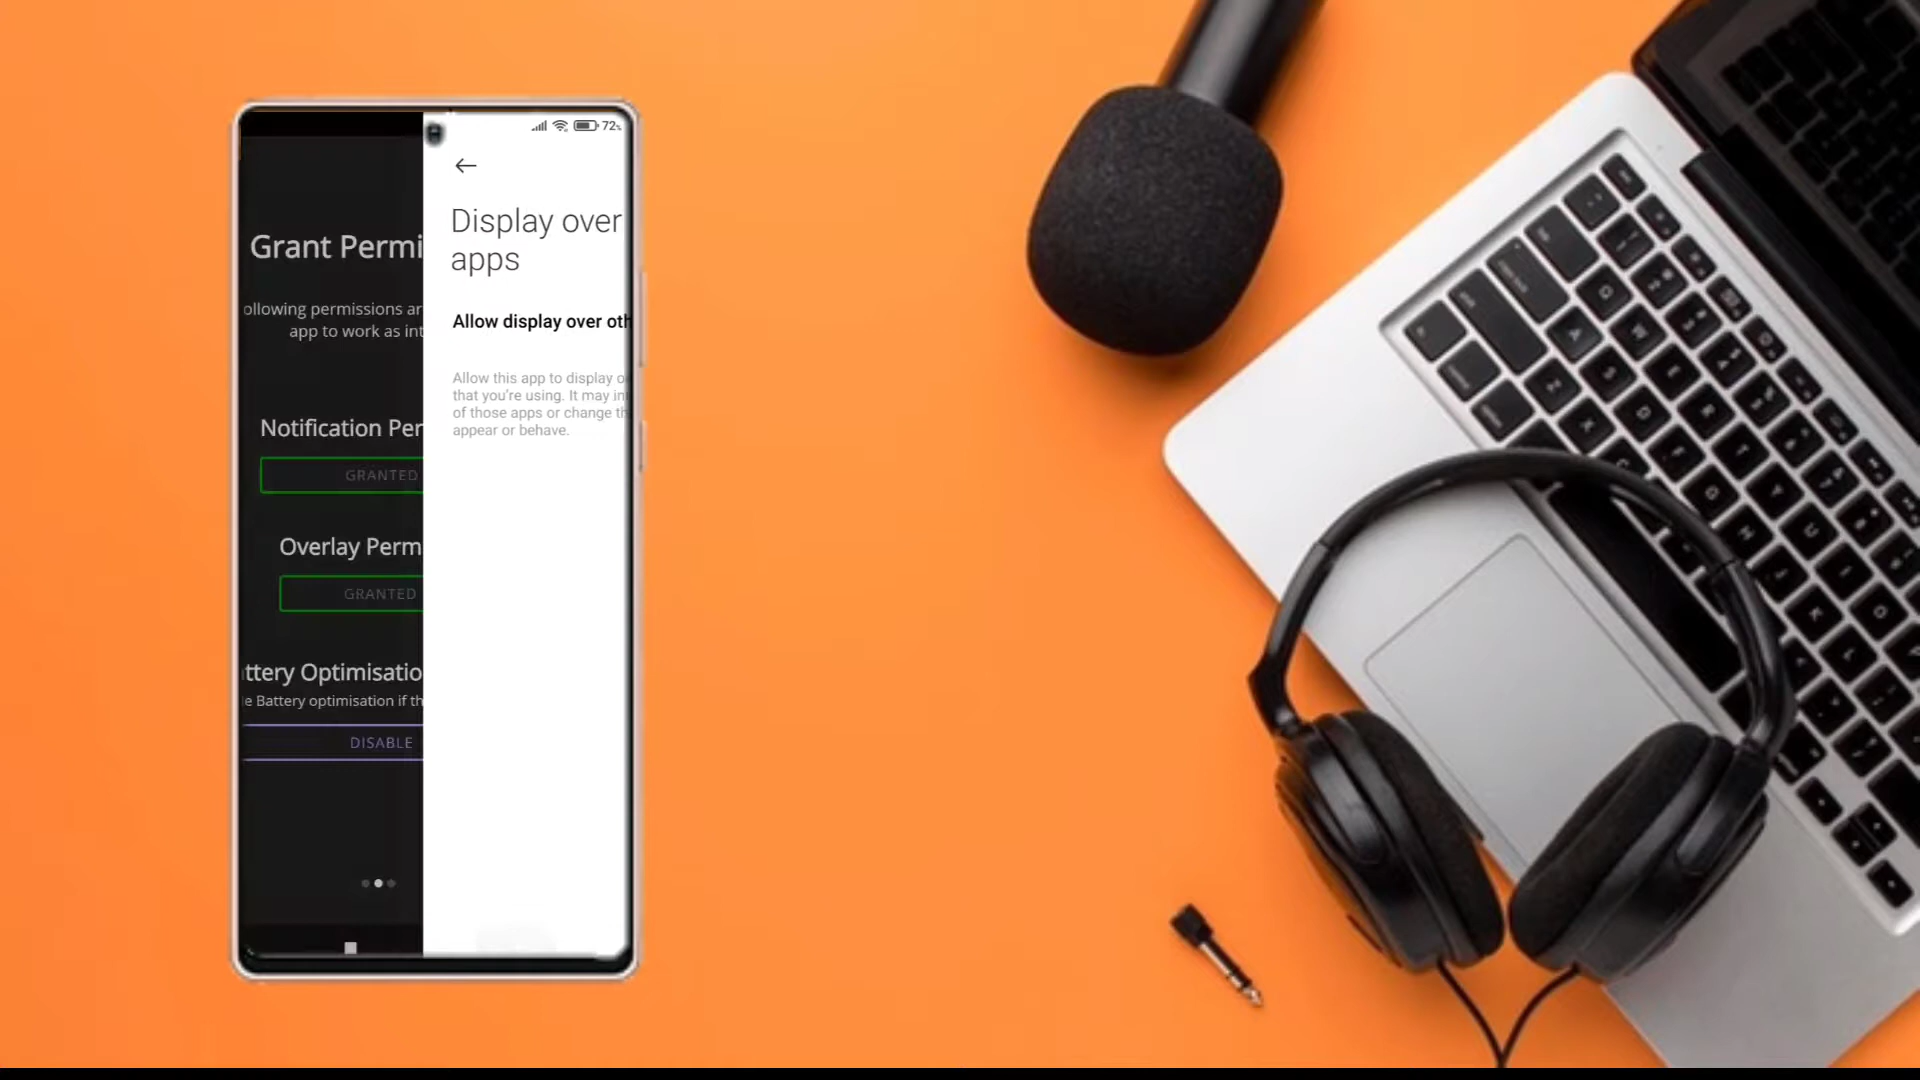 72%
Display over
apps
Allow display over oth
Allow this app to display o
that you're using. It may in
of those apps or change th
appear or behave.
Grant Permi
ollowing permissions ar
app to work as int
Notification Per
GRANTED
Overlay Perm
GRANTED
ttery Optimisatio
le Battery optimisation if th
DISABLE